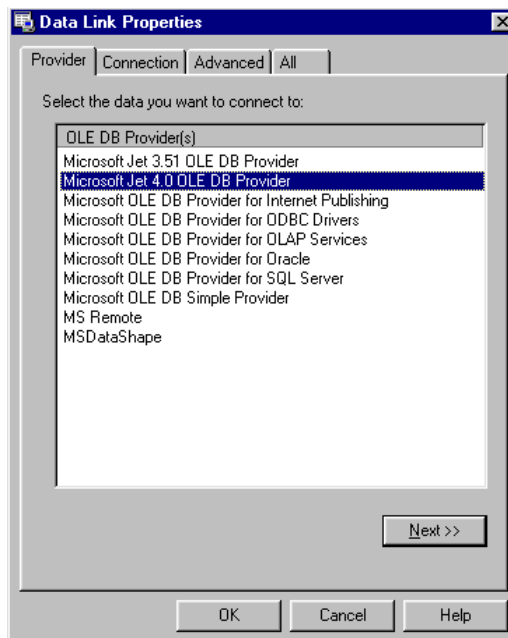 Data Link Properties
Provider Connection Advanced All
Select the data you want to connect to:
OLE DB Provider(s)
Microsoft Jet 3.51 OLE DB Provider
Microsoft Jet 4.0 OLE DB Provider
Microsoft OLE DB Provider for Internet Publishing
Microsoft OLE DB Provider for ODBC Drivers
Microsoft OLE DB Provider for OLAP Services
Microsoft OLE DB Provider for Oracle
Microsoft OLE DB Provider for SQL Server
Microsoft OLE DB Simple Provider
MS Remote
MSDataShape
Next >>
OK Cancel Help